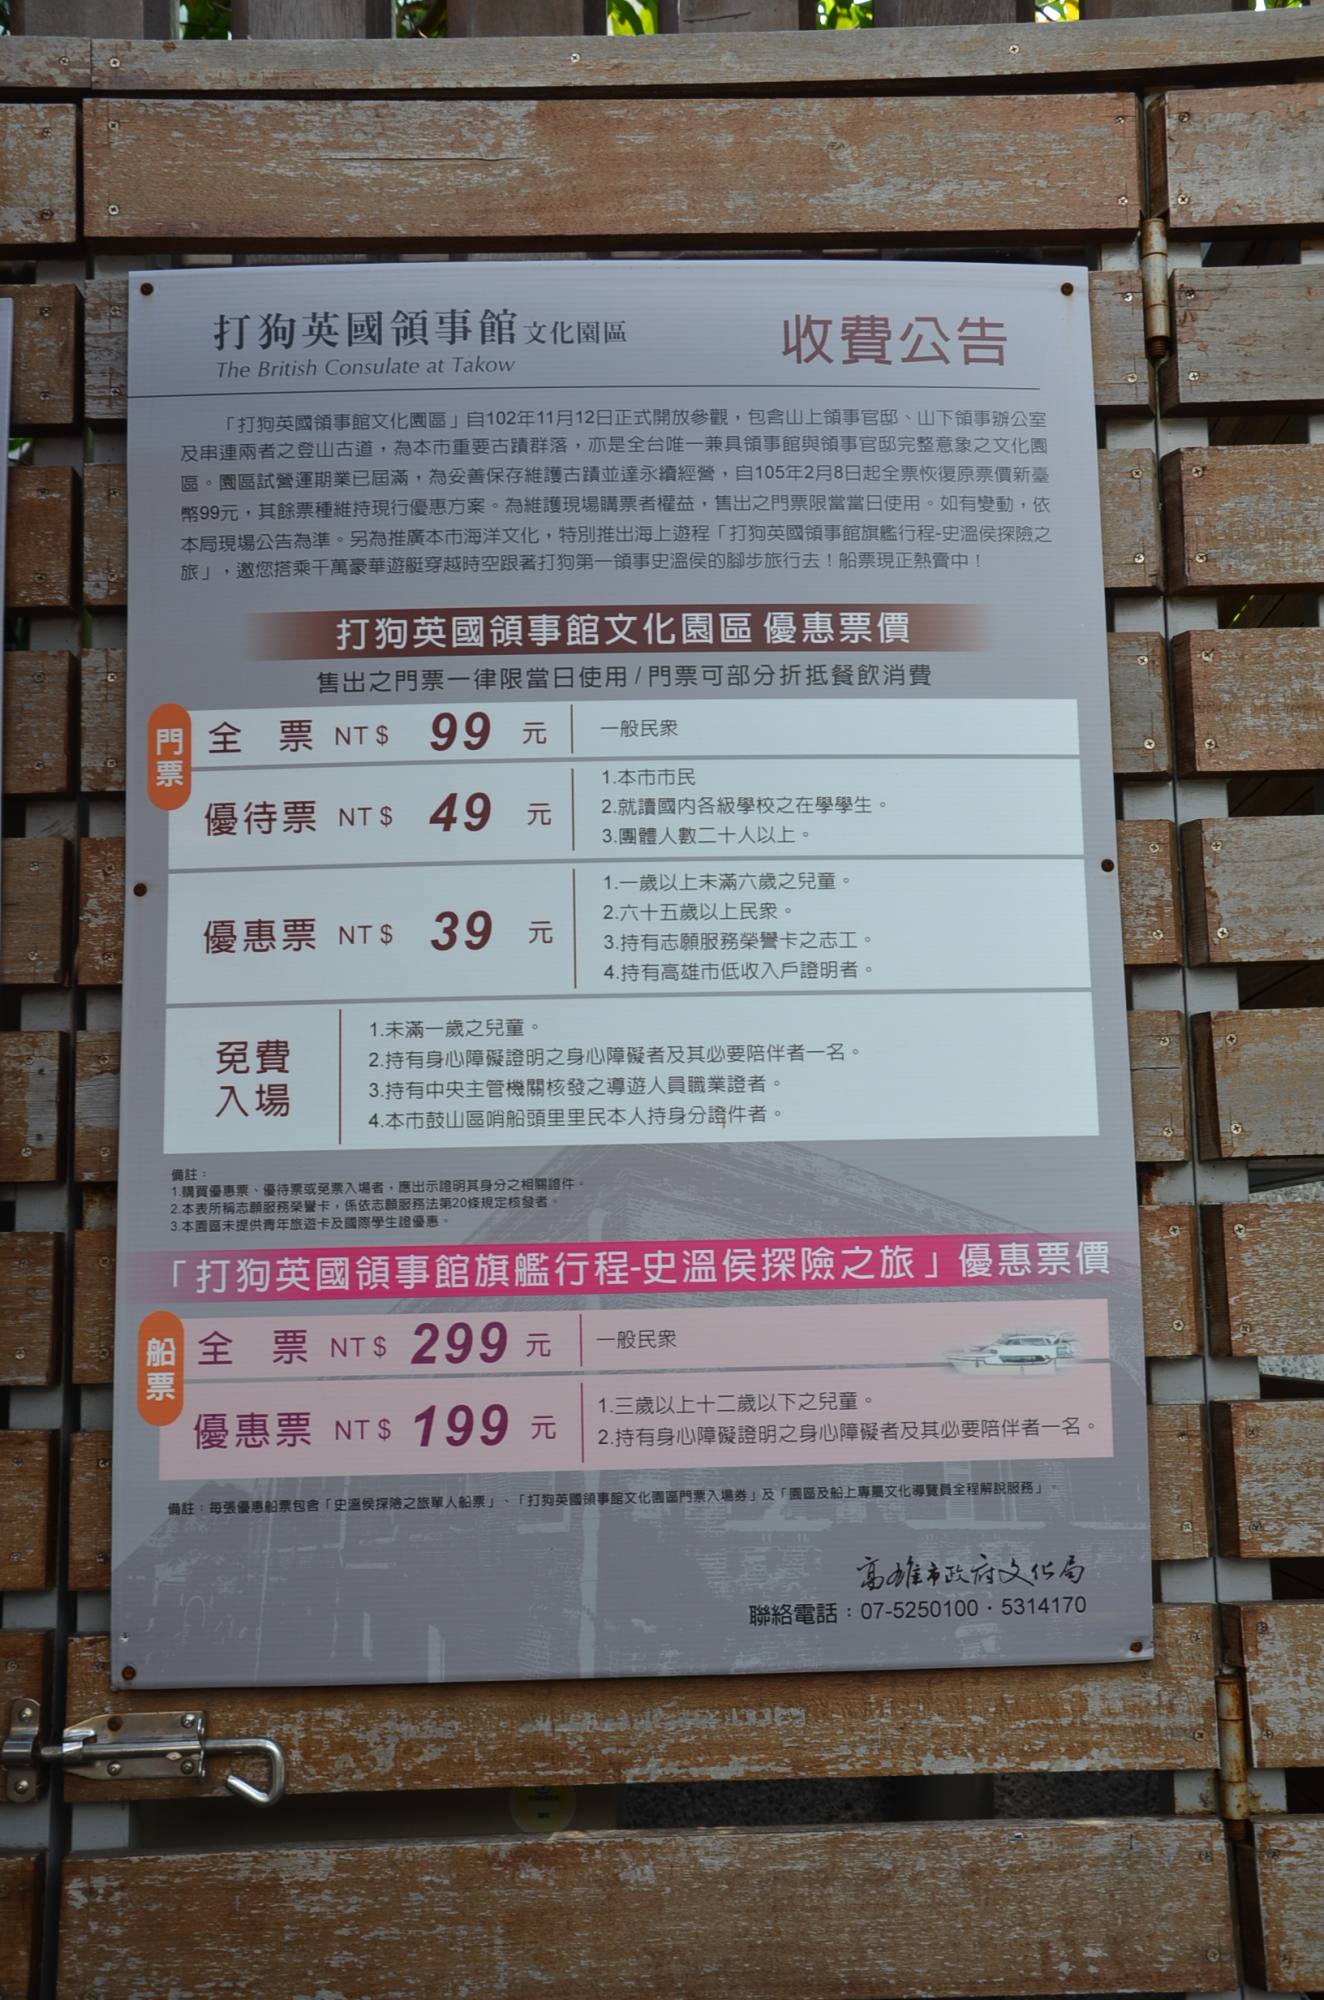 打狗英國領事館文化園區
收費公告
The British Consulate at Takow
「打狗英國領事館文化園區」自102年11月12日正式開放參觀，包含山上領事官邸、山下領事辦公室
及串連兩者之登山古道，為本市重要古蹟群落，亦是全台唯一兼具領事館與領事官邸完整意象之文化園
區。園區試營運期業已屆滿，為妥善保存維護古蹟並達永續經營，自105年2月8日起全票恢復原票價新臺
幣99元，其餘票種維持現行優惠方案。為維護現場購票者權益，售出之門票限當當日使用。如有變動，依
本局現場公告為準。另為推廣本市海洋文化，特別推出海上遊程「打狗英國領事館旗艦行程-史溫侯探險之
旅」，邀您搭乘千萬豪華遊艇穿越時空跟著打狗第一領事史溫侯的腳步旅行去！船票現正熱賣中！
打狗英國領事館文化園區 優惠票價
售出之門票一律限當日使用 / 門票可部分折抵餐飲消費
門票
全 票 NT$ 99 元 一般民眾
優待票 NT$ 49 元
1.本市市民
2.就讀國內各級學校之在學學生。
3.團體人數二十人以上。
優惠票 NT$ 39 元
1.一歲以上未滿六歲之兒童。
2.六十五歲以上民眾。
3.持有志願服務榮譽卡之志工。
4.持有高雄市低收入戶證明者。
免費
入場
1.未滿一歲之兒童。
2.持有身心障礙證明之身心障礙者及其必要陪伴者一名。
3.持有中央主管機關核發之導遊人員職業證者。
4.本市鼓山區哨船頭里里民本人持身分證件者。
備註：
1.購買優惠票、優待票或免票入場者，應出示證明其身分之相關證件。
2.本表所稱志願服務榮譽卡，係依志願服務法第20條規定核發者。
3.本園區未提供青年旅遊卡及國際學生證優惠。
「打狗英國領事館旗艦行程-史溫侯探險之旅」優惠票價
船票
全 票 NT$ 299 元 一般民眾
優惠票 NT$ 199 元
1.三歲以上十二歲以下之兒童。
2.持有身心障礙證明之身心障礙者及其必要陪伴者一名。
備註：每張優惠船票包含「史溫侯探險之旅單人船票」、「打狗英國領事館文化園區門票入場券」及「園區及船上專屬文化導覽員全程解說服務」。
高雄市政府文化局
聯絡電話：07-5250100．5314170